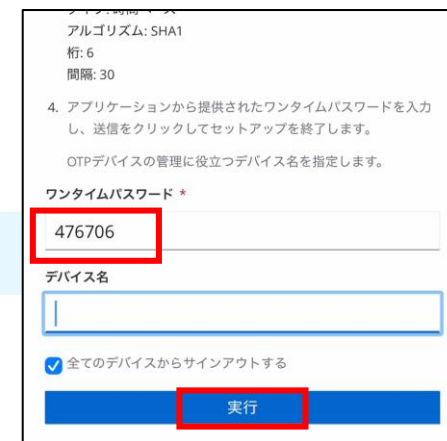 アルゴリズム: SHA1
桁: 6
間隔: 30
4. アプリケーションから提供されたワンタイムパスワードを入力
し、送信をクリックしてセットアップを終了します。
OTPデバイスの管理に役立つデバイス名を指定します。
ワンタイムパスワード *
476706
デバイス名
全てのデバイスからサインアウトする
実行